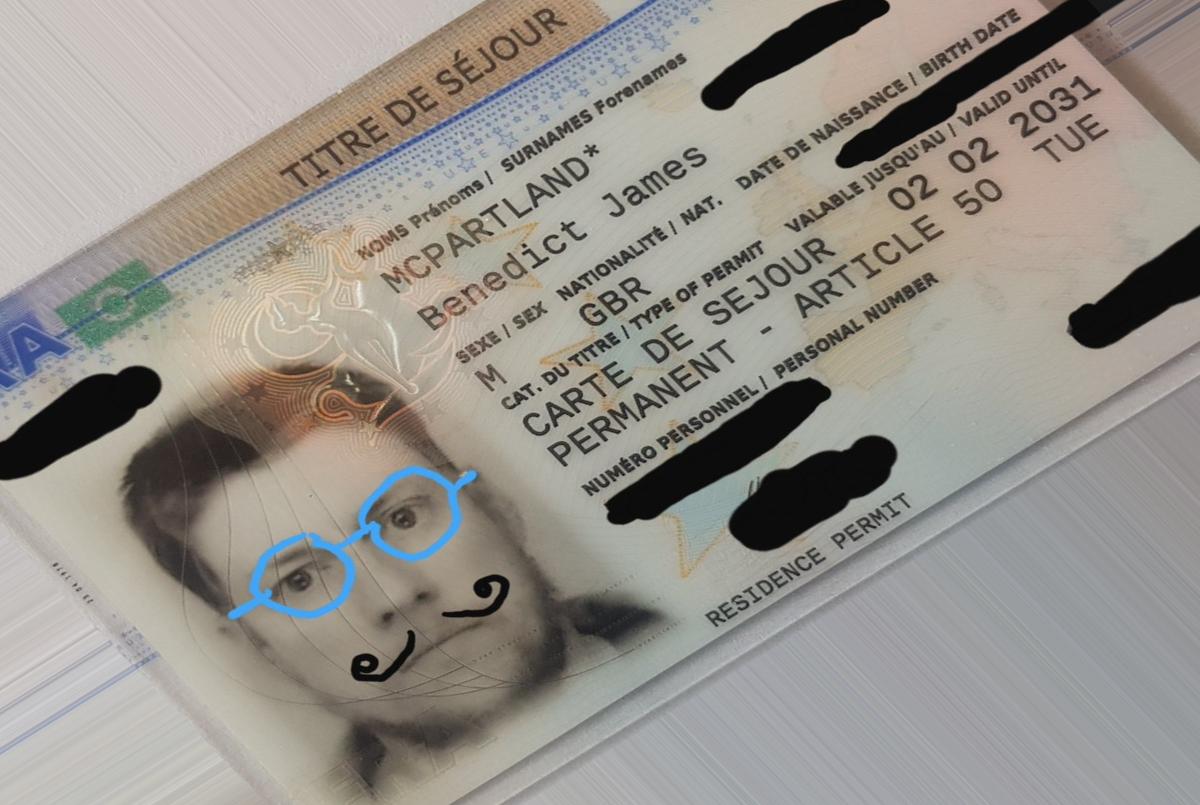 TITRE DE SÉJOUR
NOMS Prénoms / SURNAMES Forenames
MCPARTLAND*
Benedict James
SEXE / SEX NATIONALITÉ / NAT. DATE DE NAISSANCE / BIRTH DATE
M GBR
CAT. DU TITRE / TYPE OF PERMIT VALABLE JUSQU'AU / VALID UNTIL
CARTE DE SEJOUR 02 02 2031
PERMANENT - ARTICLE 50 TUE
NUMÉRO PERSONNEL / PERSONAL NUMBER
RESIDENCE PERMIT